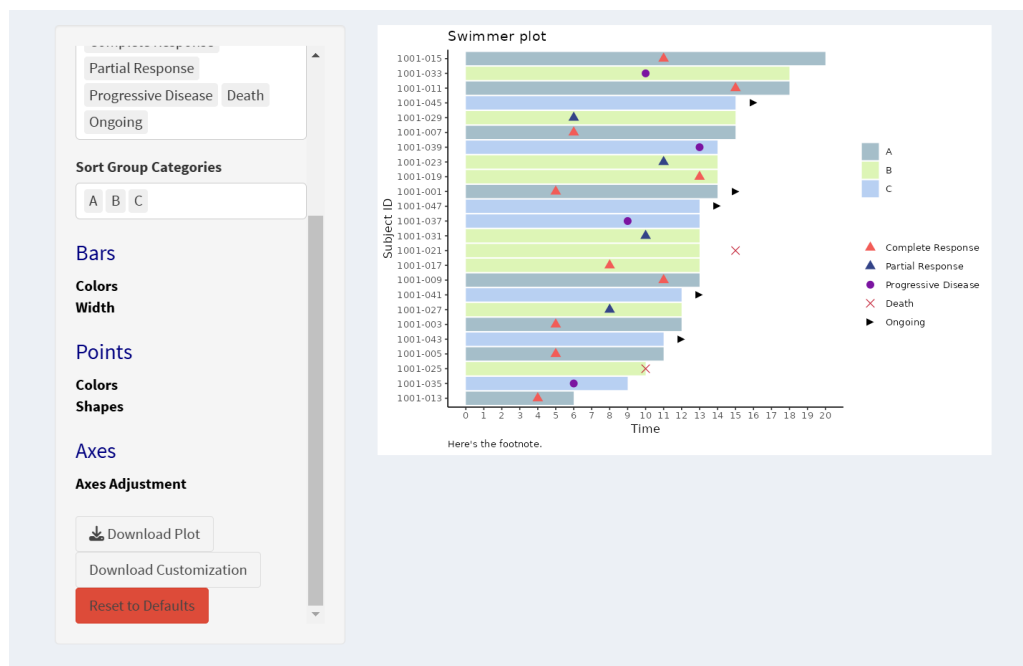 Complete Response
Partial Response
Progressive Disease Death
Ongoing
Sort Group Categories
A B C
Bars
Colors
Width
Points
Colors
Shapes
Axes
Axes Adjustment
Download Plot
Download Customization
Reset to Defaults
Swimmer plot
Subject ID
1001-015
1001-033
1001-011
1001-045
1001-029
1001-007
1001-039
1001-023
1001-019
1001-001
1001-047
1001-037
1001-031
1001-021
1001-017
1001-009
1001-041
1001-027
1001-003
1001-043
1001-005
1001-025
1001-035
1001-013
0 1 2 3 4 5 6 7 8 9 10 11 12 13 14 15 16 17 18 19 20
Time
Here's the footnote.
A
B
C
Complete Response
Partial Response
Progressive Disease
Death
Ongoing